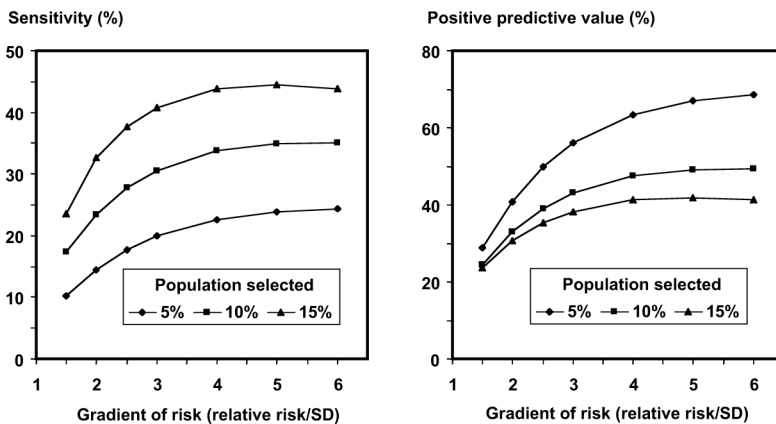 Sensitivity (%)
50
40
30
20
10
0
Population selected
5% 10% 15%
1 2 3 4 5 6
Gradient of risk (relative risk/SD)
Positive predictive value (%)
80
60
40
20
0
Population selected
5% 10% 15%
1 2 3 4 5 6
Gradient of risk (relative risk/SD)